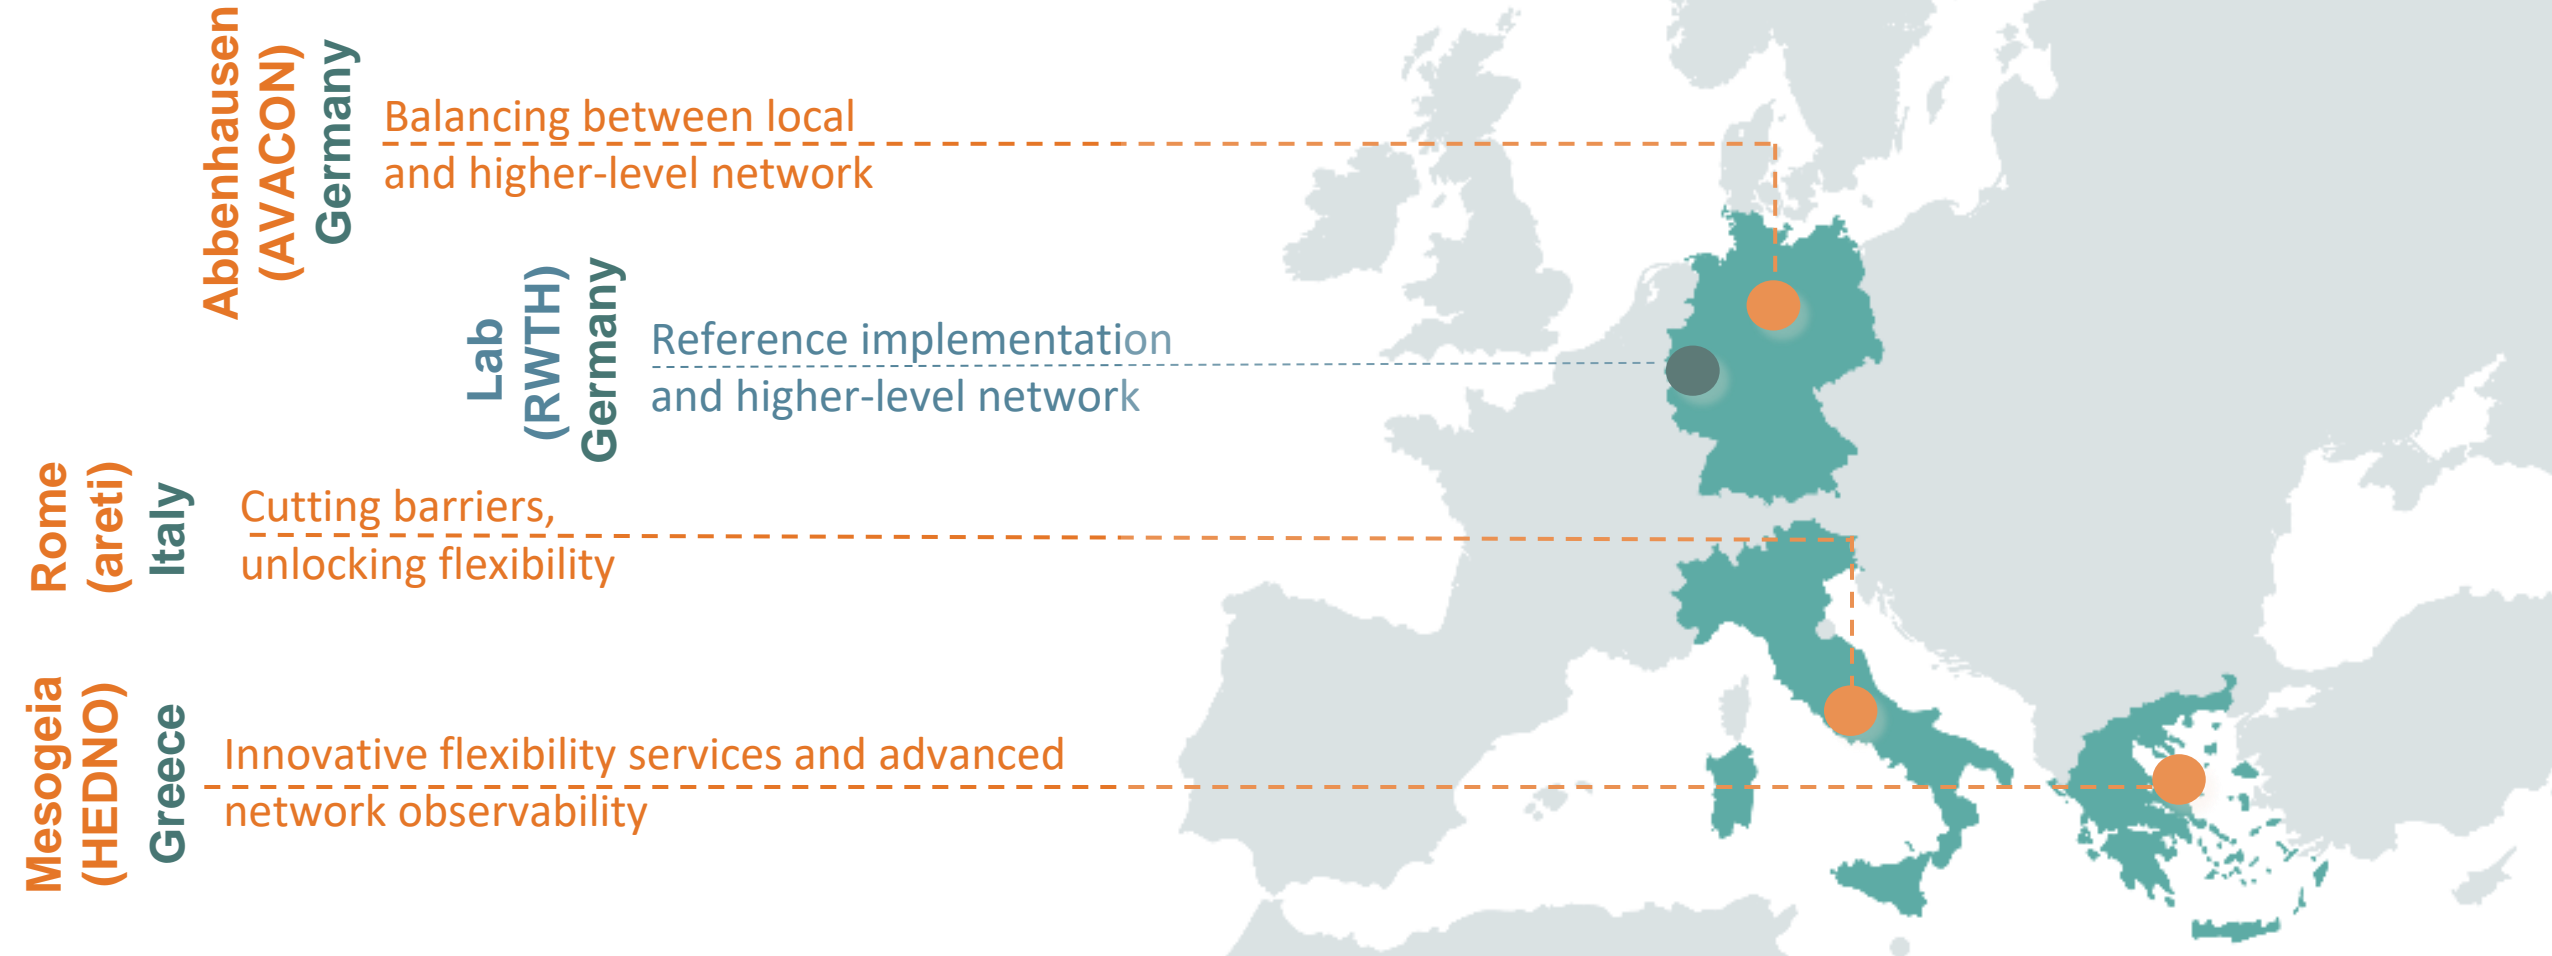 Abbenhausen
(AVACON)
Germany
Balancing between local
and higher-level network
Lab
(RWTH)
Germany
Reference implementation
and higher-level network
Rome
(areti)
Italy
Cutting barriers,
unlocking flexibility
Mesogeia
(HEDNO)
Greece
Innovative flexibility services and advanced
network observability